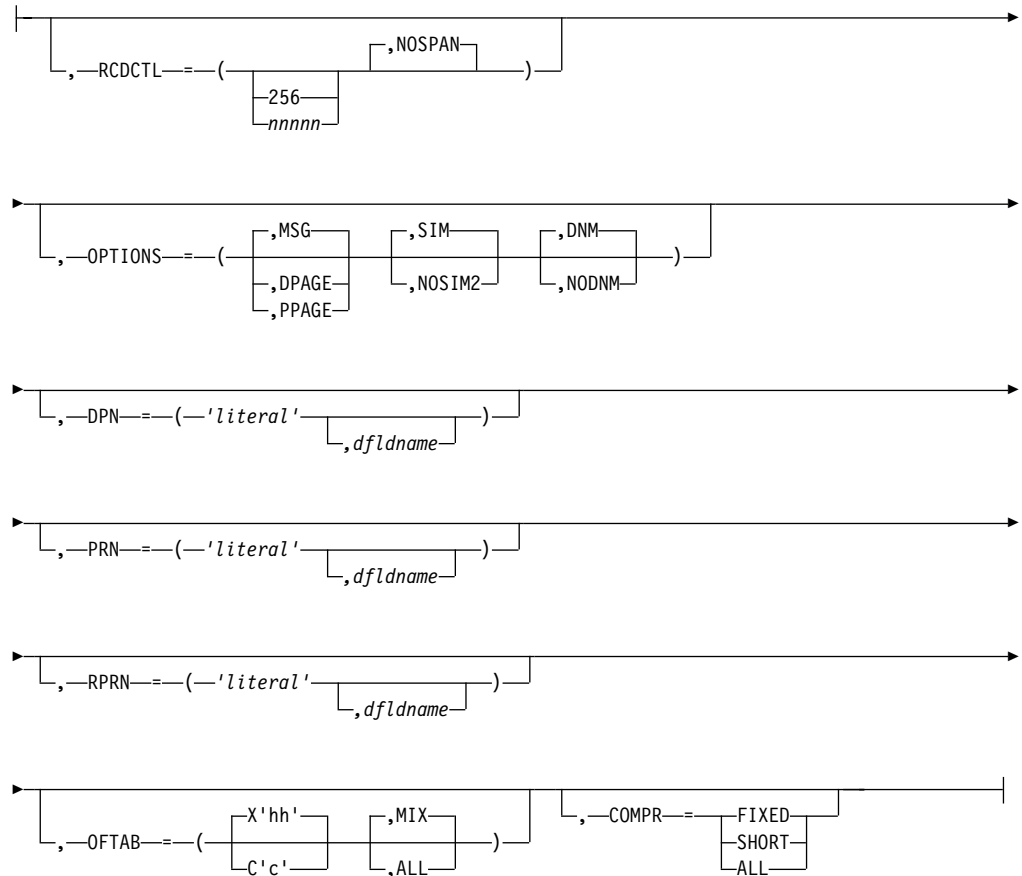 ,NOSPAN
, RCDCTL = ( )
256
nnnnn
,MSG ,SIM ,DNM
, OPTIONS = ( )
,DPAGE ,NOSIM2 ,NODNM
,PPAGE
, DPN = ( 'literal' )
,dfldname
, PRN = ( 'literal' )
,dfldname
, RPRN = ( 'literal' )
,dfldname
X'hh' ,MIX
, OFTAB = ( ) , COMPR = FIXED
C'c' ,ALL SHORT
ALL